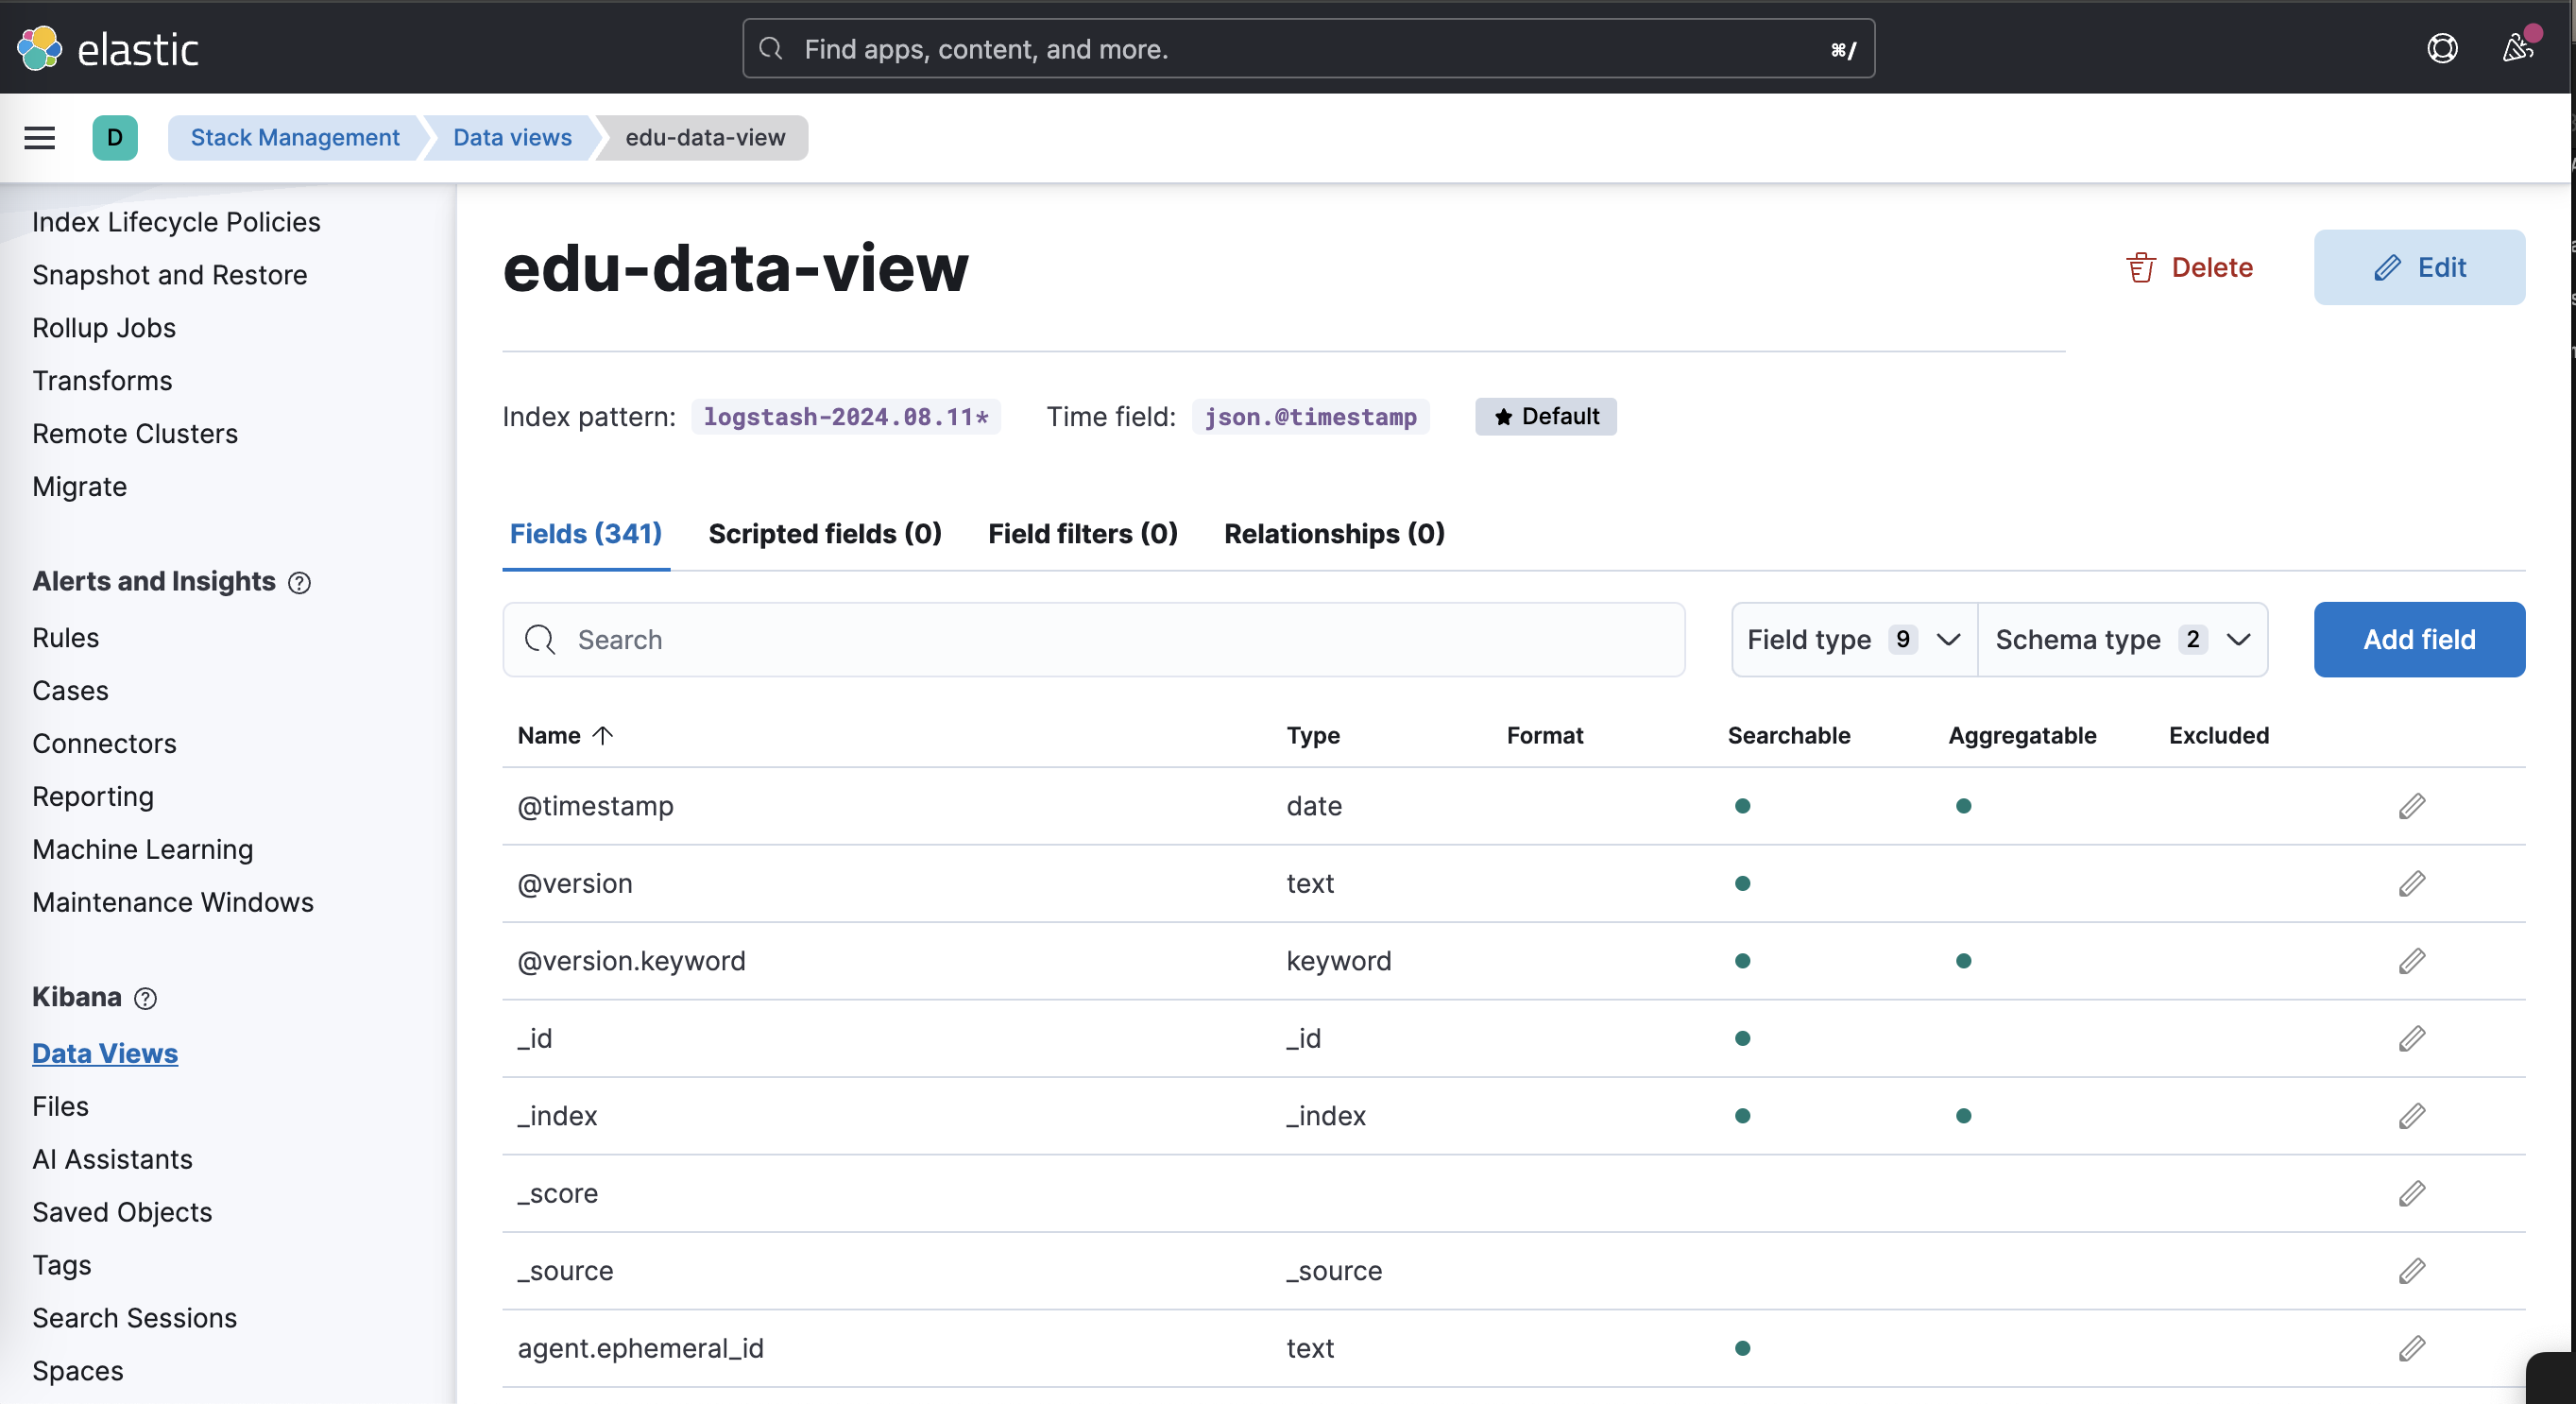 elastic
Find apps, content, and more.
⌘/
D
Stack Management
Data views
edu-data-view
Index Lifecycle Policies
Snapshot and Restore
Rollup Jobs
Transforms
Remote Clusters
Migrate
Alerts and Insights
Rules
Cases
Connectors
Reporting
Machine Learning
Maintenance Windows
Kibana
Data Views
Files
AI Assistants
Saved Objects
Tags
Search Sessions
Spaces
edu-data-view
Delete
Edit
Index pattern: logstash-2024.08.11* Time field: json.@timestamp Default
Fields (341) Scripted fields (0) Field filters (0) Relationships (0)
Search
Field type 9
Schema type 2
Add field
Name Type Format Searchable Aggregatable Excluded
@timestamp date
@version text
@version.keyword keyword
_id _id
_index _index
_score
_source _source
agent.ephemeral_id text